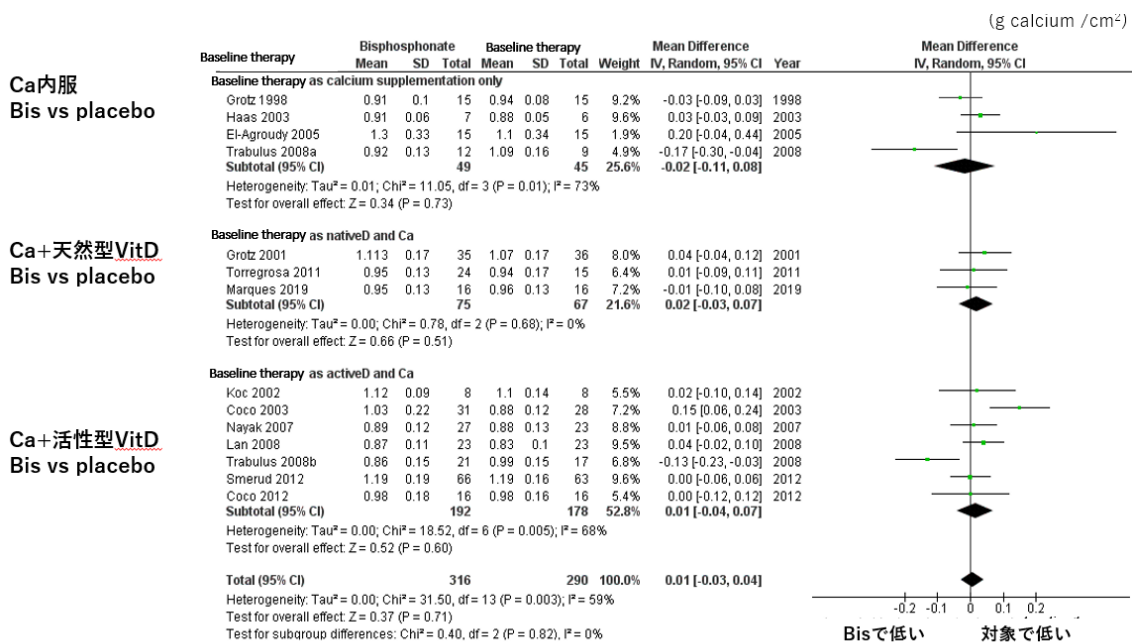 (g calcium /cm²)
Bisphosphonate Baseline therapy Mean Difference Mean Difference
Baseline therapy Mean SD Total Mean SD Total Weight IV, Random, 95% CI Year IV, Random, 95% CI
Ca内服
Bis vs placebo
Baseline therapy as calcium supplementation only
Grotz 1998 0.91 0.1 15 0.94 0.08 15 9.2% -0.03 [-0.09, 0.03] 1998
Haas 2003 0.91 0.06 7 0.88 0.05 6 9.6% 0.03 [-0.03, 0.09] 2003
El-Agroudy 2005 1.3 0.33 15 1.1 0.34 15 1.9% 0.20 [-0.04, 0.44] 2005
Trabulus 2008a 0.92 0.13 12 1.09 0.16 9 4.9% -0.17 [-0.30, -0.04] 2008
Subtotal (95% CI) 49 45 25.6% -0.02 [-0.11, 0.08]
Heterogeneity: Tau² = 0.01; Chi² = 11.05, df = 3 (P = 0.01); I² = 73%
Test for overall effect: Z = 0.34 (P = 0.73)
Ca+天然型VitD
Bis vs placebo
Baseline therapy as nativeD and Ca
Grotz 2001 1.113 0.17 35 1.07 0.17 36 8.0% 0.04 [-0.04, 0.12] 2001
Torregrosa 2011 0.95 0.13 24 0.94 0.17 15 6.4% 0.01 [-0.09, 0.11] 2011
Marques 2019 0.95 0.13 16 0.96 0.13 16 7.2% -0.01 [-0.10, 0.08] 2019
Subtotal (95% CI) 75 67 21.6% 0.02 [-0.03, 0.07]
Heterogeneity: Tau² = 0.00; Chi² = 0.78, df = 2 (P = 0.68); I² = 0%
Test for overall effect: Z = 0.66 (P = 0.51)
Ca+活性型VitD
Bis vs placebo
Baseline therapy as activeD and Ca
Koc 2002 1.12 0.09 8 1.1 0.14 8 5.5% 0.02 [-0.10, 0.14] 2002
Coco 2003 1.03 0.22 31 0.88 0.12 28 7.2% 0.15 [0.06, 0.24] 2003
Nayak 2007 0.89 0.12 27 0.88 0.13 23 8.7% 0.01 [-0.06, 0.08] 2007
Lan 2008 0.87 0.11 23 0.83 0.1 23 9.4% 0.04 [-0.02, 0.10] 2008
Trabulus 2008b 0.86 0.15 21 0.99 0.15 17 6.8% -0.13 [-0.23, -0.03] 2008
Smerud 2012 1.19 0.19 66 1.19 0.16 63 9.6% 0.00 [-0.06, 0.06] 2012
Coco 2012 0.98 0.18 16 0.98 0.16 16 5.4% 0.00 [-0.12, 0.12] 2012
Subtotal (95% CI) 192 178 52.8% 0.01 [-0.04, 0.07]
Heterogeneity: Tau² = 0.00; Chi² = 18.52, df = 6 (P = 0.005); I² = 68%
Test for overall effect: Z = 0.52 (P = 0.60)
Total (95% CI) 316 290 100.0% 0.01 [-0.03, 0.04]
Heterogeneity: Tau² = 0.00; Chi² = 31.50, df = 13 (P = 0.003); I² = 59%
Test for overall effect: Z = 0.37 (P = 0.71)
Test for subgroup differences: Chi² = 0.40, df = 2 (P = 0.82), I² = 0%
-0.2 -0.1 0 0.1 0.2
Bisで低い 対象で低い